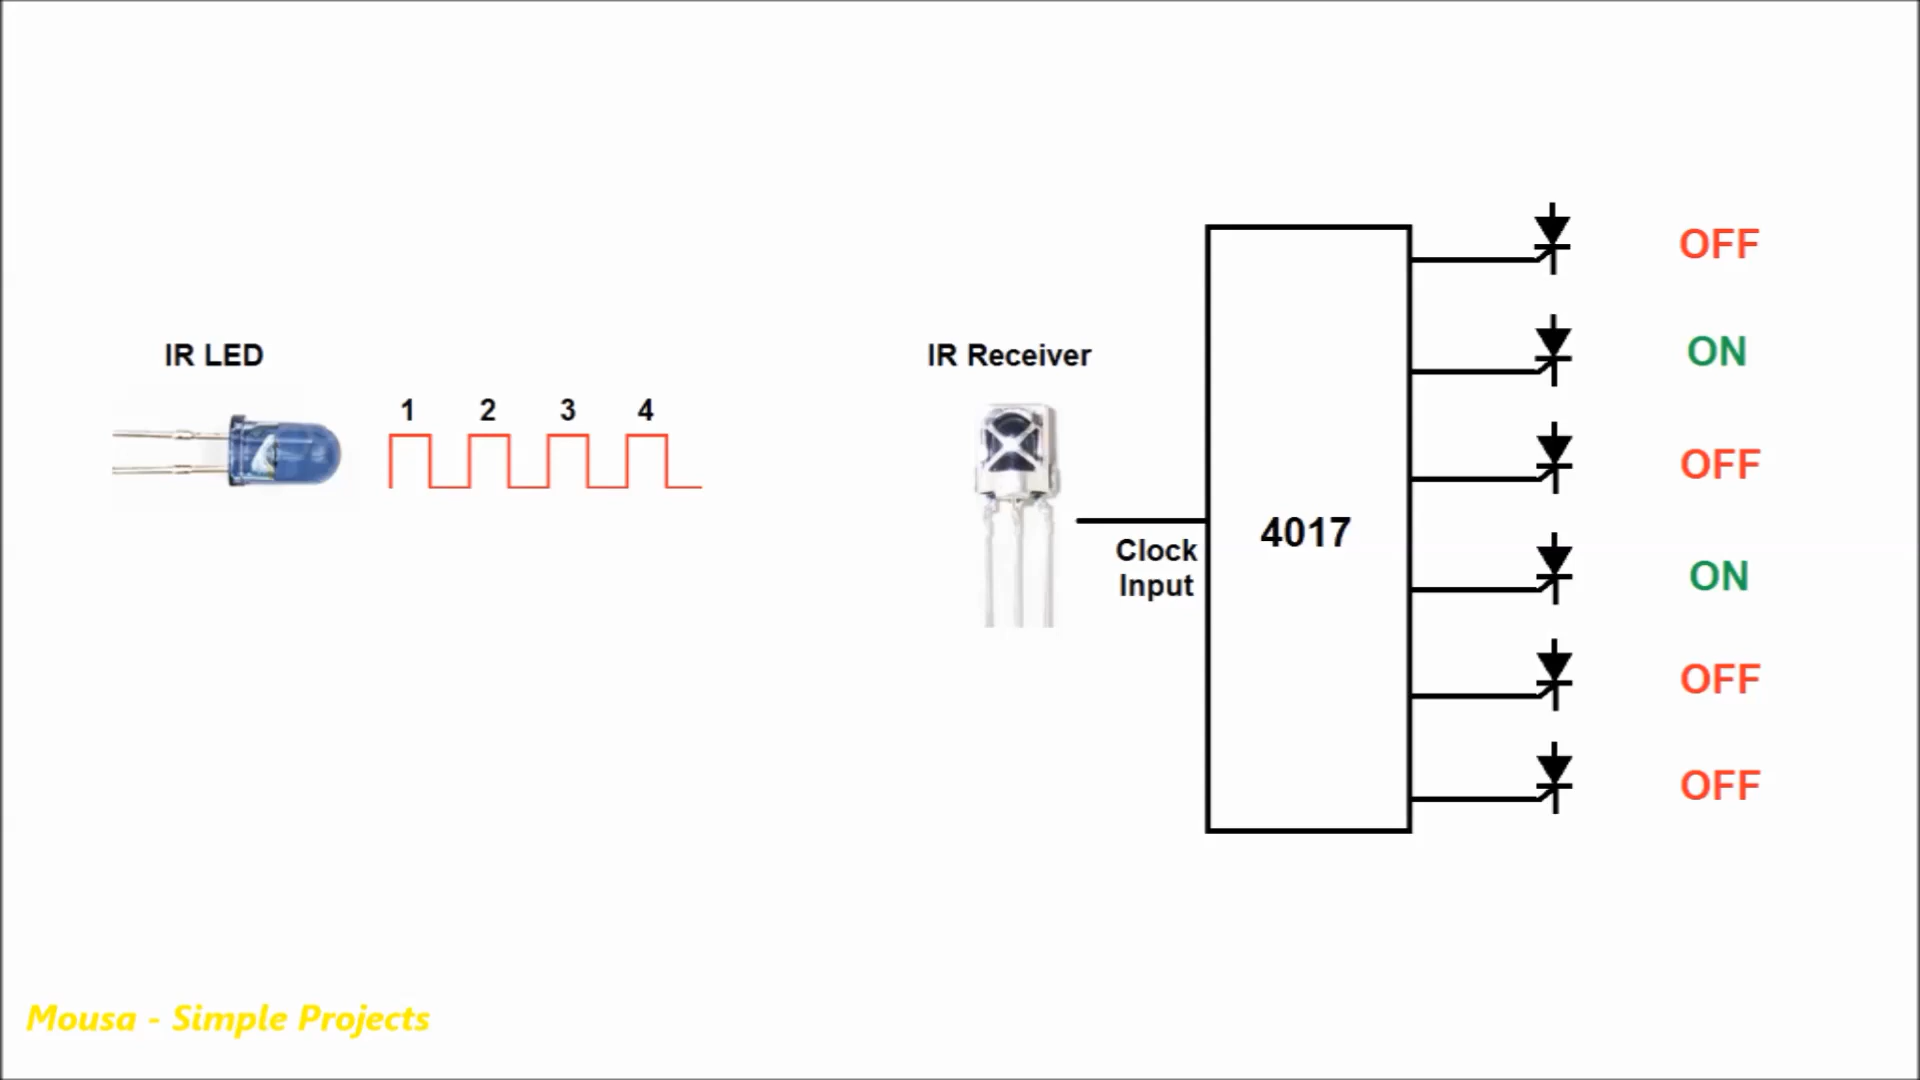 IR LED
1 2 3 4
IR Receiver
Clock
Input
4017
OFF
ON
OFF
ON
OFF
OFF
Mousa - Simple Projects